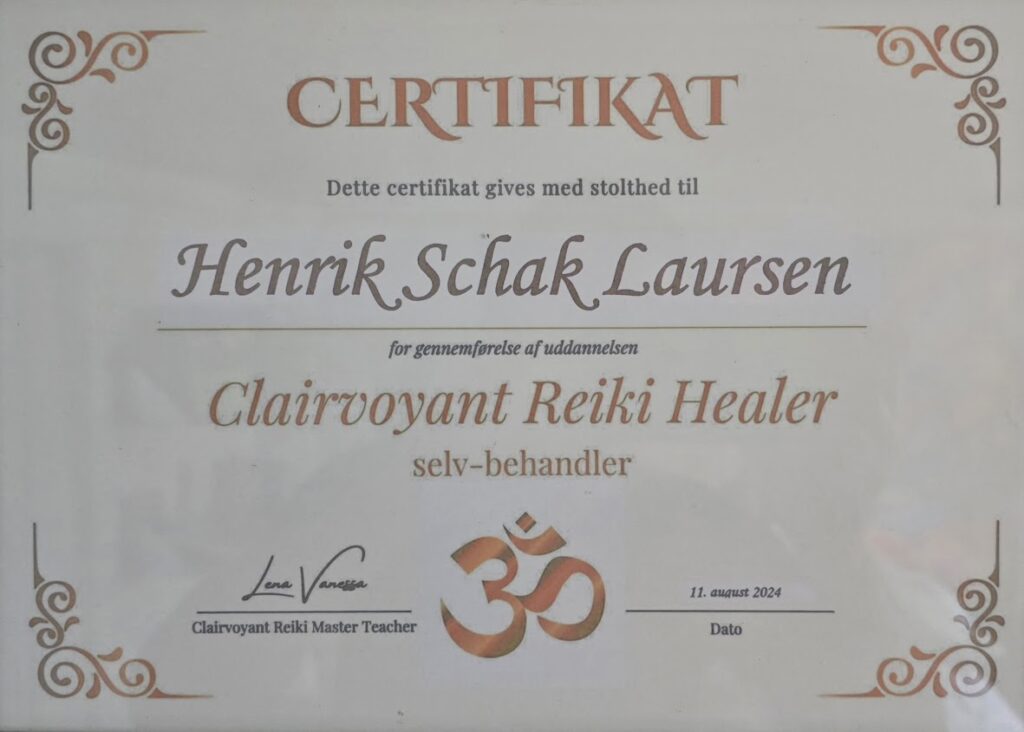 CERTIFIKAT
Dette certifikat gives med stolthed til
Henrik Schak Laursen
for gennemførelse af uddannelsen
Clairvoyant Reiki Healer
selv-behandler
ॐ
Lena Vanessa
11. august 2024
Clairvoyant Reiki Master Teacher
Dato